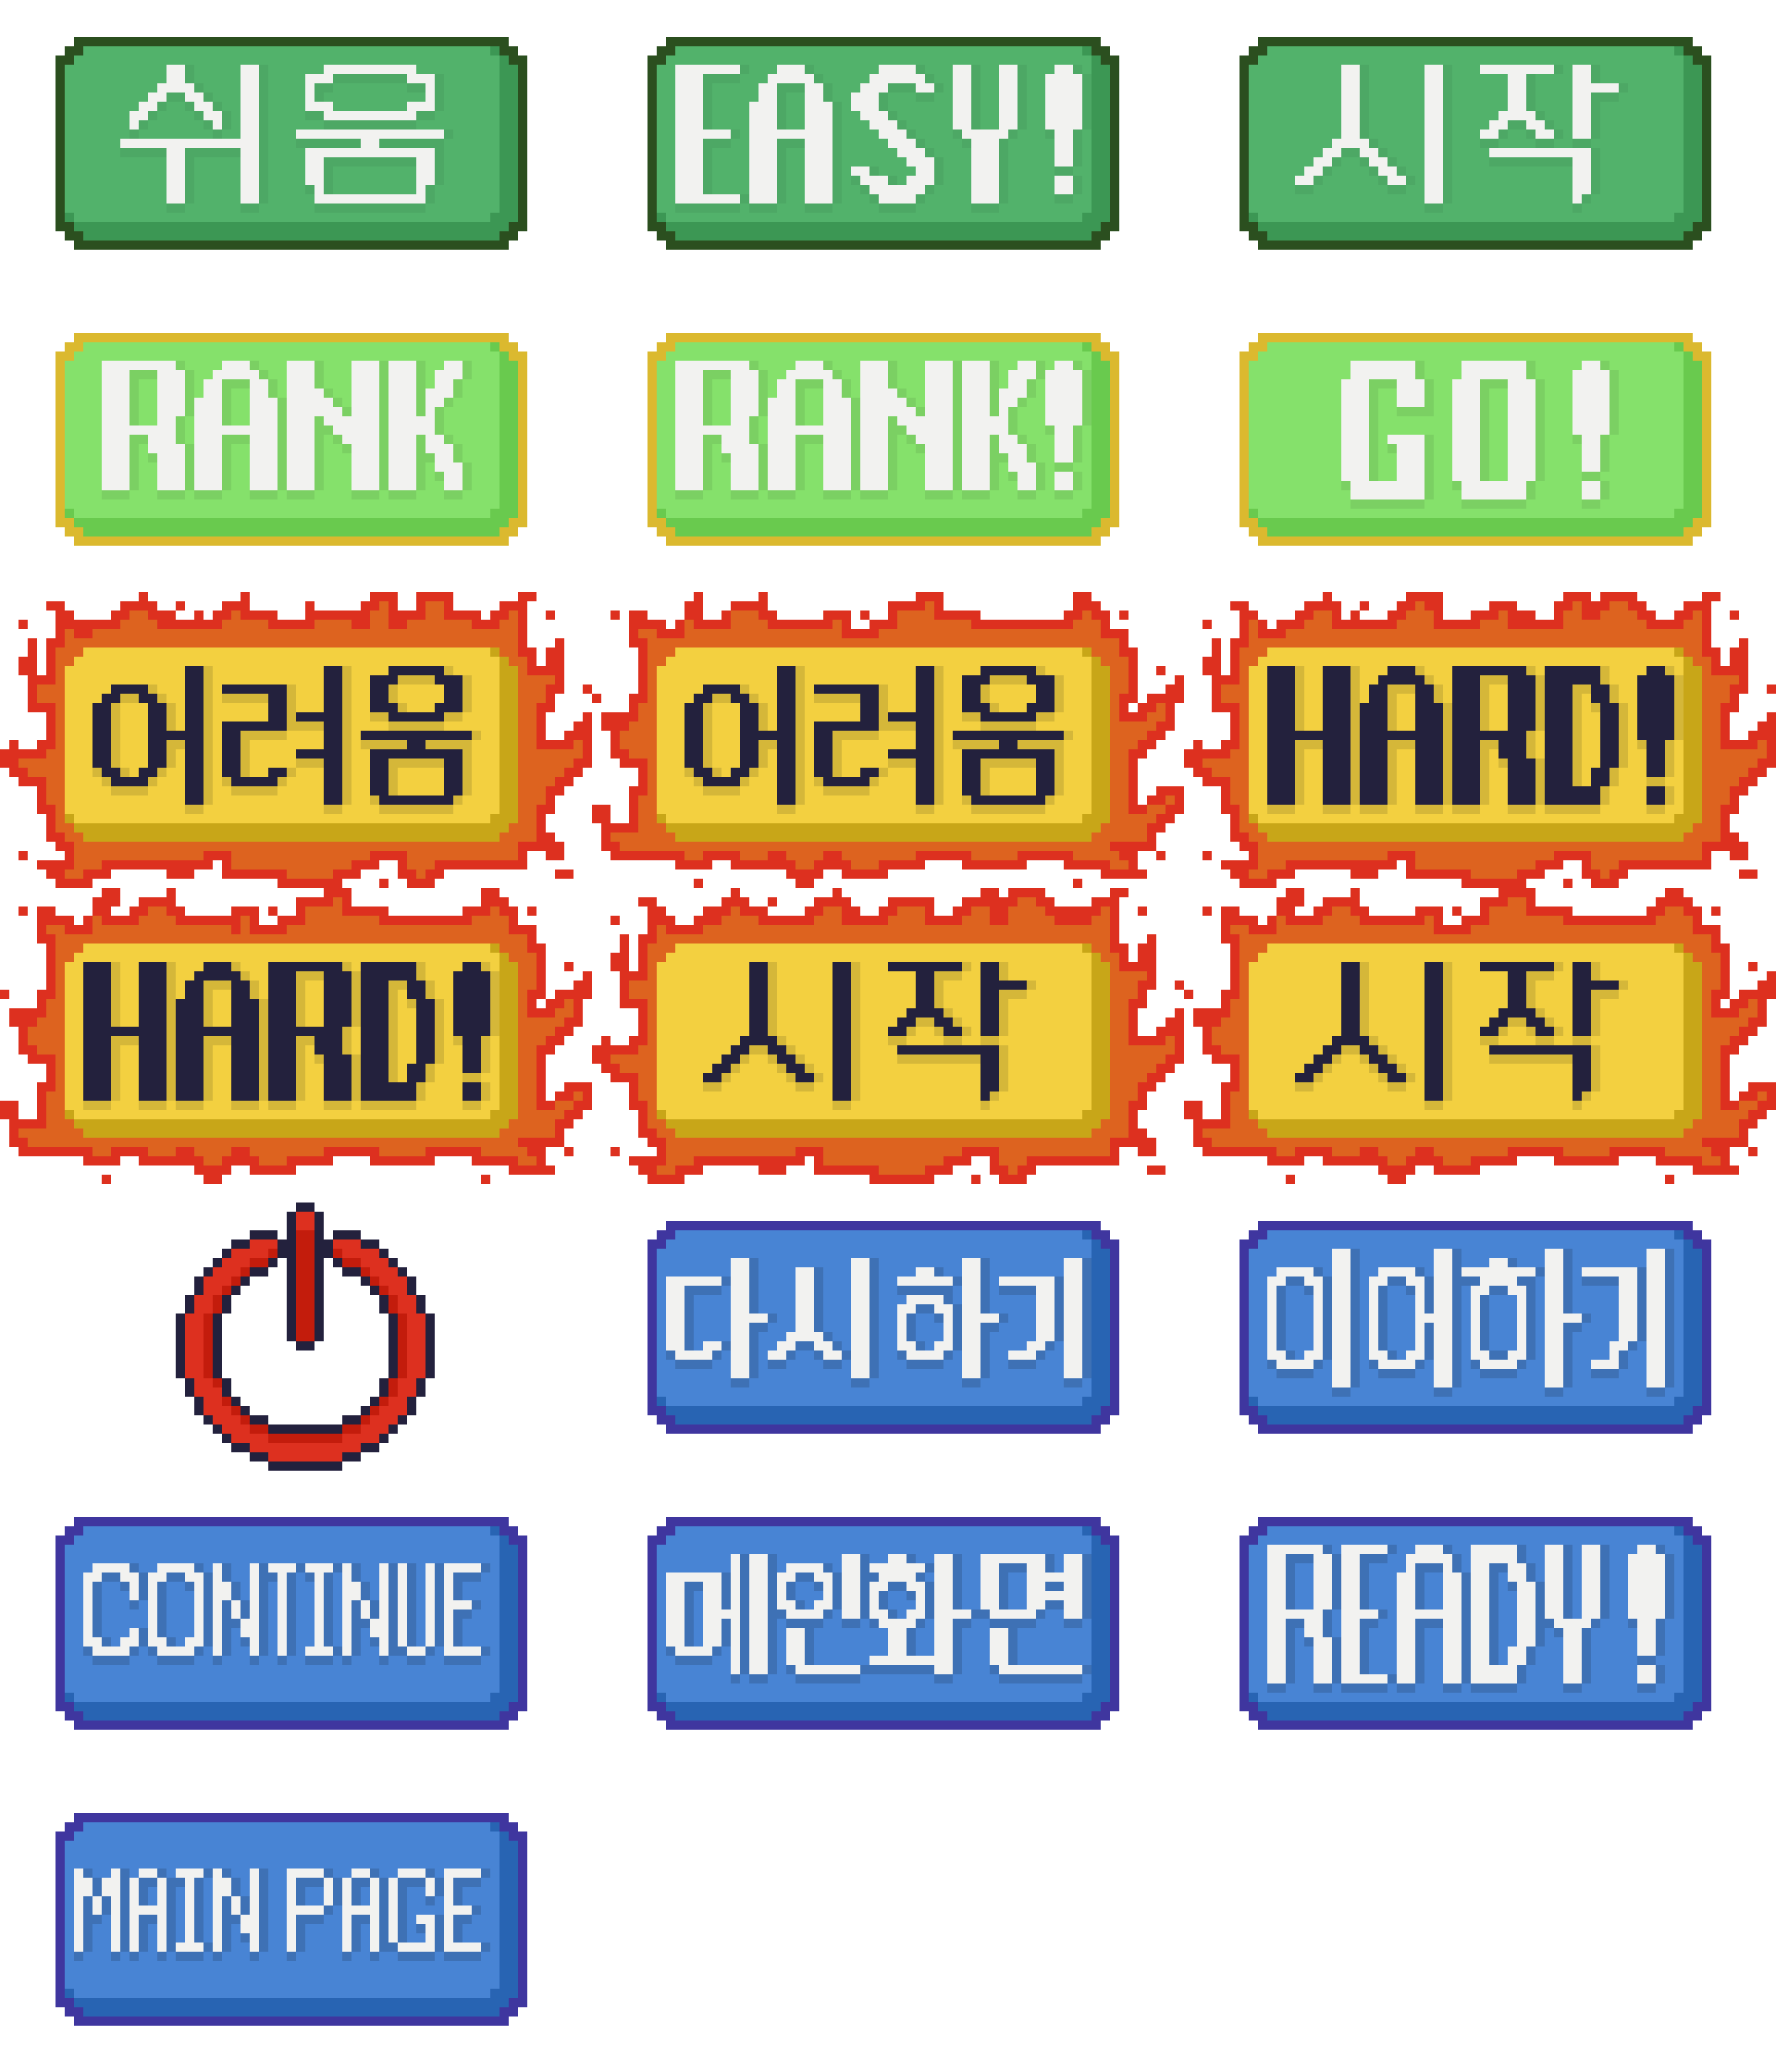 쉬움
EASY!
시작
RANK
RANK!
GO!
어려움
어려움
HARD!
HARD!
시작
시작
다시하기
이어하기
CONTINUE
메인화면
READY!
MAIN PAGE